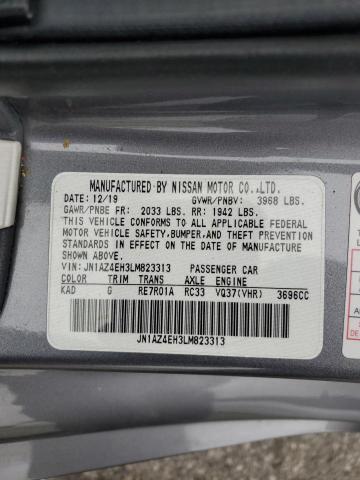 MANUFACTURED BY NISSAN MOTOR CO.,LTD.
DATE: 12/19 GVWR/PNBV: 3968 LBS.
GAWR/PNBE FR: 2033 LBS. RR: 1942 LBS.
THIS VEHICLE CONFORMS TO ALL APPLICABLE FEDERAL
MOTOR VEHICLE SAFETY,BUMPER,AND THEFT PREVENTION
STANDARDS IN EFFECT ON THE DATE OF MANUFACTURE
SHOWN ABOVE.
VIN: JN1AZ4EH3LM823313 PASSENGER CAR
COLOR TRIM TRANS AXLE ENGINE
KAD G RE7R01A RC33 VQ37(VHR) 3696CC
JN1AZ4EH3LM823313